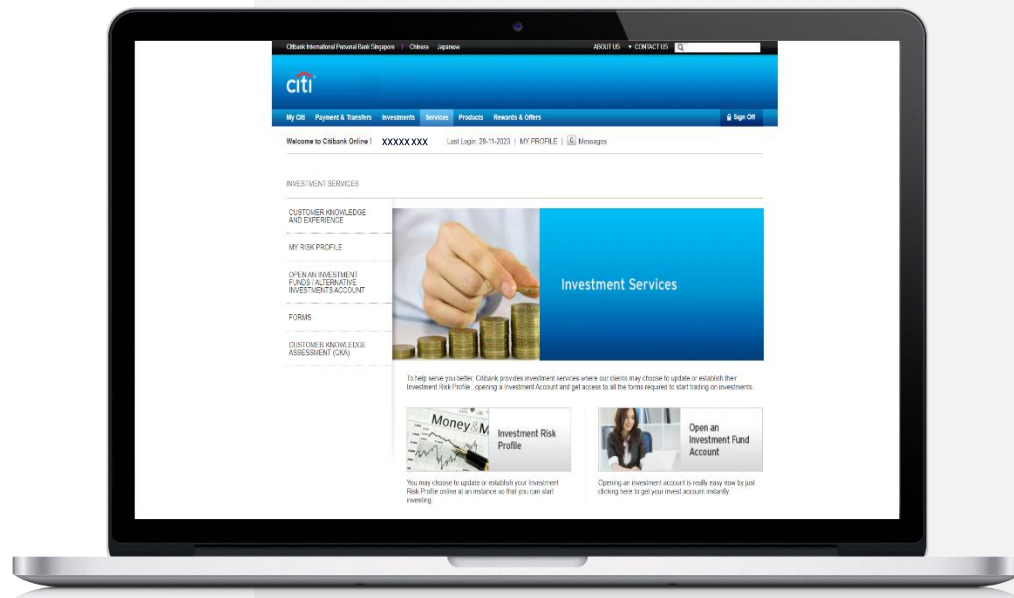 Citibank International Personal Bank Singapore | Chinese Japanese ABOUT US CONTACT US
citi
My Citi Payment & Transfers Investments Services Products Rewards & Offers Sign Off
Welcome to Citibank Online ! XXXXX XXX Last Login: 28-11-2023 | MY PROFILE | Messages
INVESTMENT SERVICES
CUSTOMER KNOWLEDGE
AND EXPERIENCE
MY RISK PROFILE
OPEN AN INVESTMENT
FUNDS / ALTERNATIVE
INVESTMENTS ACCOUNT
FORMS
CUSTOMER KNOWLEDGE
ASSESSMENT (CKA)
Investment Services
To help serve you better, Citibank provides investment services where our clients may choose to update or establish their
Investment Risk Profile , opening a Investment Account and get access to all the forms required to start trading on investments.
Money & M
Investment Risk
Profile
Open an
Investment Fund
Account
You may choose to update or establish your Investment
Risk Profile online at an instance so that you can start
investing.
Opening an investment account is really easy now by just
clicking here to get your invest account instantly.